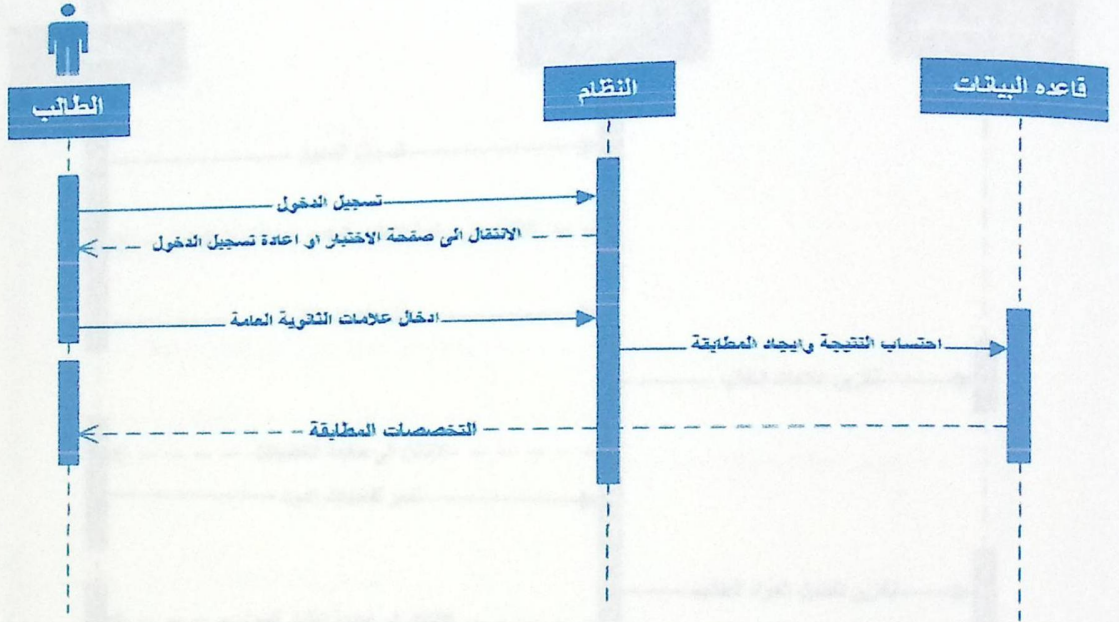 الطالب
النظام
قاعده البيانات
تسجيل الدخول
الانتقال الى صفحة الاختبار او اعادة تسجيل الدخول
ادخال علامات الثانوية العامة
احتساب النتيجة وايجاد المطابقة
التخصصات المطابقة